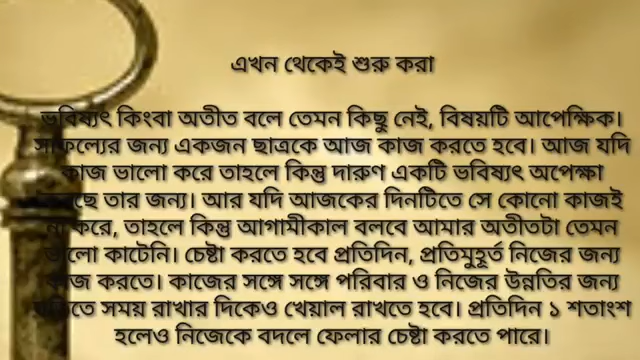 এখন থেকেই শুরু করা
ভবিষ্যৎ কিংবা অতীত বলে তেমন কিছু নেই, বিষয়টি আপেক্ষিক।
সাফল্যের জন্য একজন ছাত্রকে আজ কাজ করতে হবে। আজ যদি
কাজ ভালো করে তাহলে কিন্তু দারুণ একটি ভবিষ্যৎ অপেক্ষা
করছে তার জন্য। আর যদি আজকের দিনটিতে সে কোনো কাজই
না করে, তাহলে কিন্তু আগামীকাল বলবে আমার অতীতটা তেমন
ভালো কাটেনি। চেষ্টা করতে হবে প্রতিদিন, প্রতিমুহূর্ত নিজের জন্য
কাজ করতে। কাজের সঙ্গে সঙ্গে পরিবার ও নিজের উন্নতির জন্য
সময় রাখার দিকেও খেয়াল রাখতে হবে। প্রতিদিন ১ শতাংশ
হলেও নিজেকে বদলে ফেলার চেষ্টা করতে পারে।